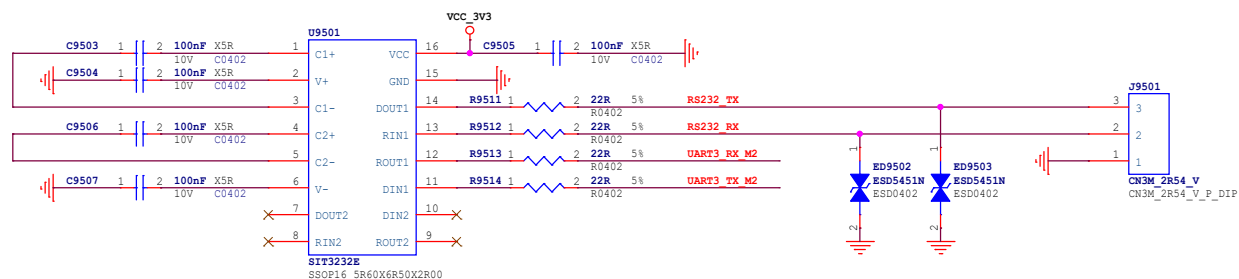 VCC_3V3
U9501
C9503 1 2 100nF X5R 1 C1+ VCC 16 C9505 1 2 100nF X5R
10V C0402 10V C0402
C9504 1 2 100nF X5R 2 V+ GND 15
10V C0402
J9501
3 C1- DOUT1 14 R9511 1 2 22R 5% RS232_TX 3 3
R0402
C9506 1 2 100nF X5R 4 C2+ RIN1 13 R9512 1 2 22R 5% RS232_RX 2 2
10V C0402 R0402
5 C2- ROUT1 12 R9513 1 2 22R 5% UART3_RX_M2 1 1 1 1
R0402
ED9502 ED9503
C9507 1 2 100nF X5R 6 V- DIN1 11 R9514 1 2 22R 5% UART3_TX_M2 ESD5451N ESD5451N CN3M_2R54_V
10V C0402 R0402 ESD0402 ESD0402 CN3M_2R54_V_P_DIP
7 DOUT2 DIN2 10
2 2
8 RIN2 ROUT2 9
SIT3232E
SSOP16_5R60X6R50X2R00